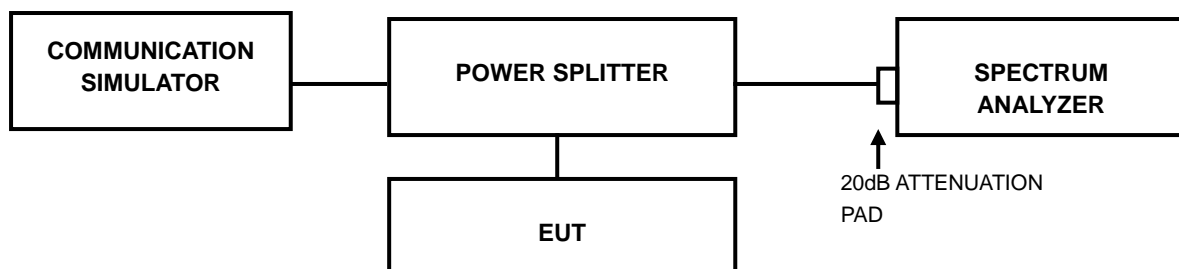 COMMUNICATION
SIMULATOR
POWER SPLITTER
SPECTRUM
ANALYZER
20dB ATTENUATION
PAD
EUT